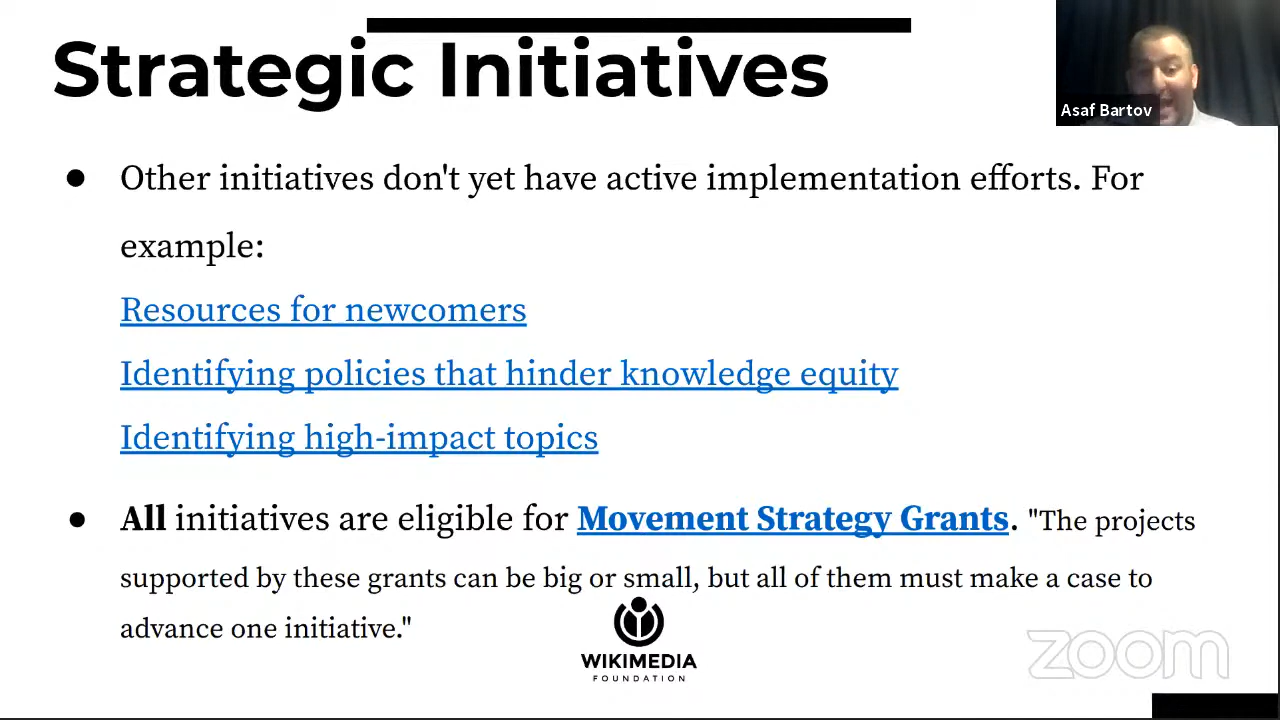 Strategic Initiatives
Asaf Bartov
● Other initiatives don't yet have active implementation efforts. For
example:
Resources for newcomers
Identifying policies that hinder knowledge equity
Identifying high-impact topics
● All initiatives are eligible for Movement Strategy Grants. "The projects
supported by these grants can be big or small, but all of them must make a case to
advance one initiative."
WIKIMEDIA
FOUNDATION
zoom